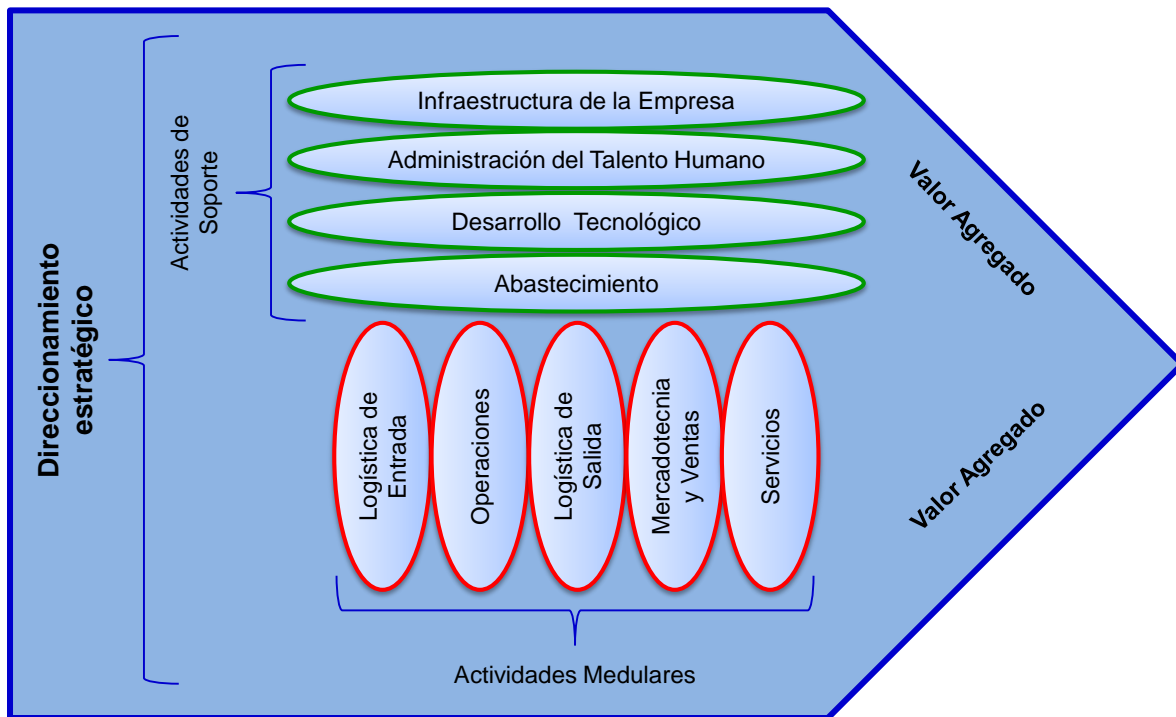 Direccionamiento
estratégico
Actividades de
Soporte
Infraestructura de la Empresa
Administración del Talento Humano
Desarrollo Tecnológico
Abastecimiento
Logística de
Entrada
Operaciones
Logística de
Salida
Mercadotecnia
y Ventas
Servicios
Actividades Medulares
Valor Agregado
Valor Agregado